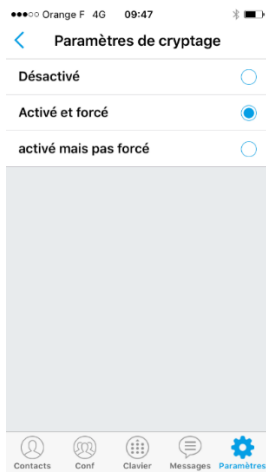 Orange F 4G 09:47
Paramètres de cryptage
Désactivé
Activé et forcé
activé mais pas forcé
Contacts Conf Clavier Messages Paramètres